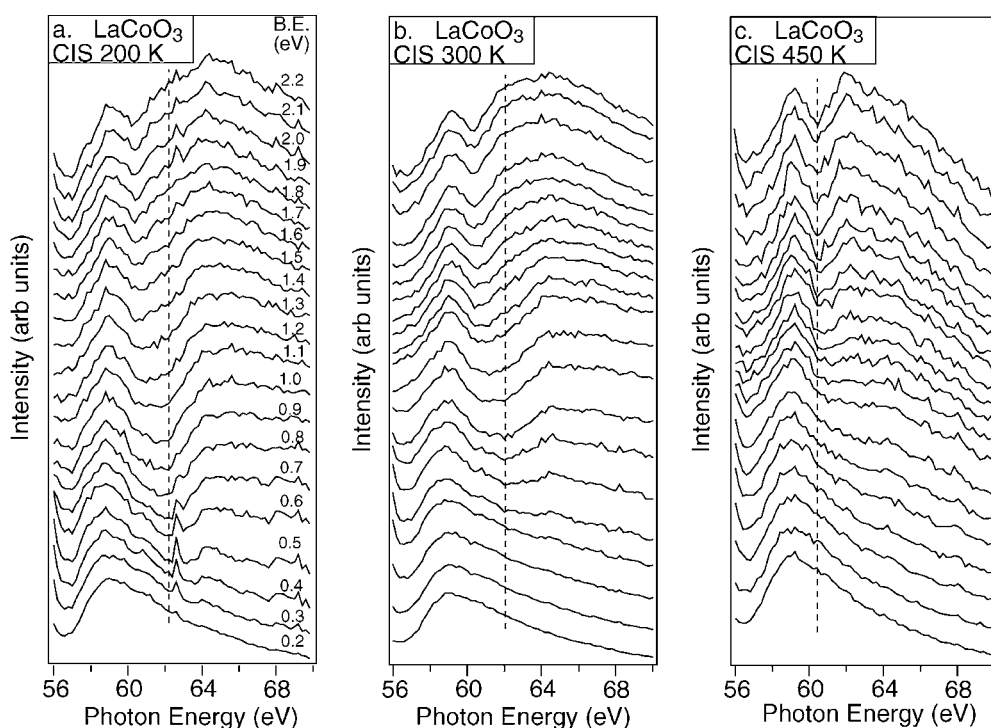 a. LaCoO3
CIS 200 K
B.E.
(eV)
2.2
2.1
2.0
1.9
1.8
1.7
1.6
1.5
1.4
1.3
1.2
1.1
1.0
0.9
0.8
0.7
0.6
0.5
0.4
0.3
0.2
Intensity (arb units)
56 60 64 68
Photon Energy (eV)
b. LaCoO3
CIS 300 K
Intensity (arb units)
56 60 64 68
Photon Energy (eV)
c. LaCoO3
CIS 450 K
Intensity (arb units)
56 60 64 68
Photon Energy (eV)